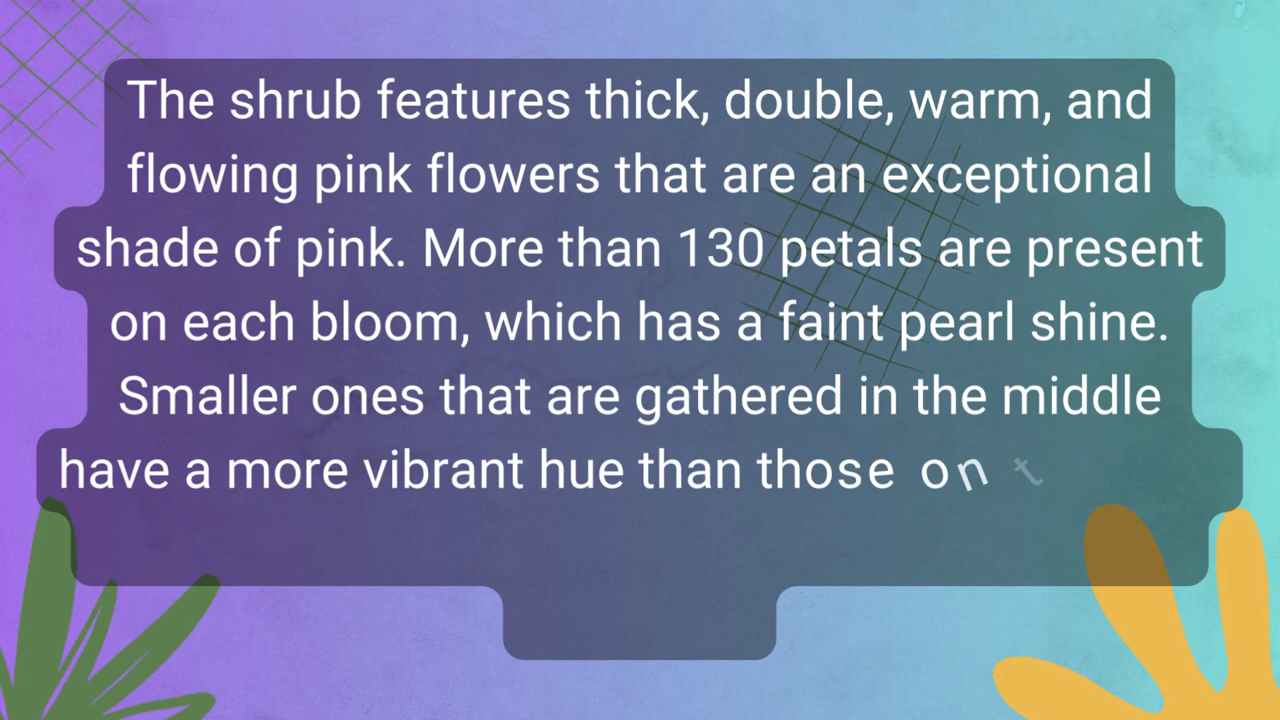 The shrub features thick, double, warm, and
flowing pink flowers that are an exceptional
shade of pink. More than 130 petals are present
on each bloom, which has a faint pearl shine.
Smaller ones that are gathered in the middle
have a more vibrant hue than those on t